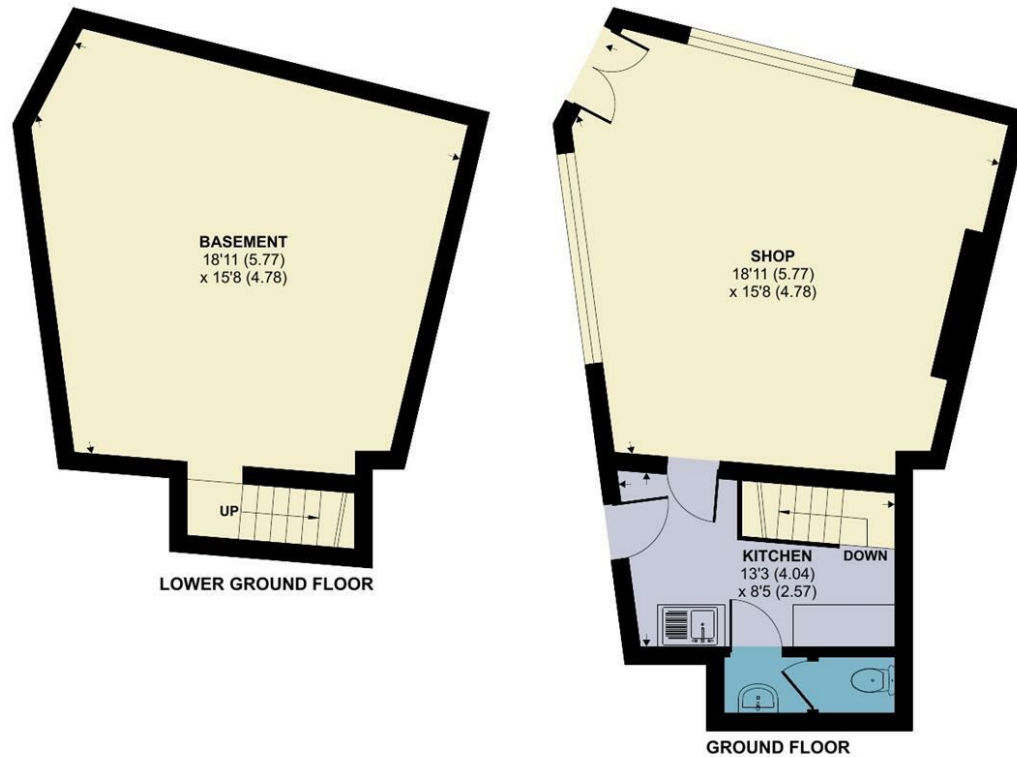 BASEMENT
18'11 (5.77)
x 15'8 (4.78)
UP
LOWER GROUND FLOOR
SHOP
18'11 (5.77)
x 15'8 (4.78)
KITCHEN
13'3 (4.04)
x 8'5 (2.57)
DOWN
GROUND FLOOR